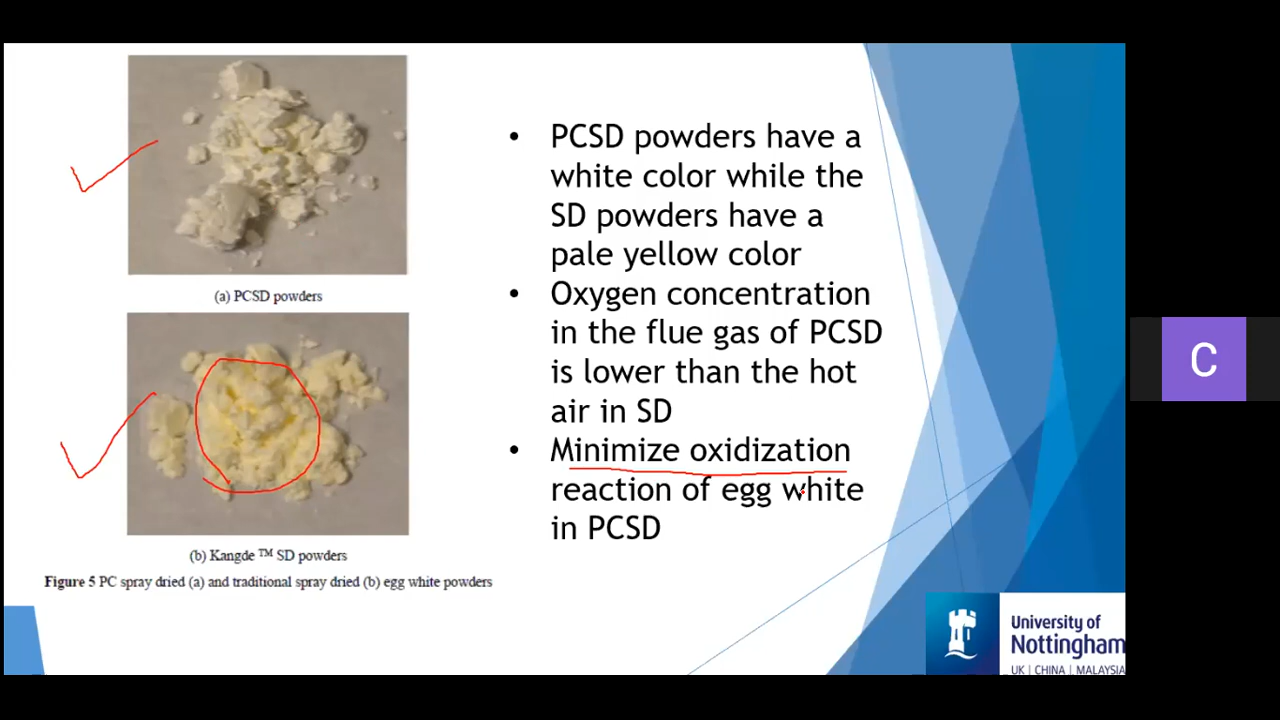 (a) PCSD powders
(b) Kangde ™ SD powders
Figure 5 PC spray dried (a) and traditional spray dried (b) egg white powders
• PCSD powders have a
white color while the
SD powders have a
pale yellow color
• Oxygen concentration
in the flue gas of PCSD
is lower than the hot
air in SD
• Minimize oxidization
reaction of egg white
in PCSD
C
University of
Nottingham
UK | CHINA | MALAYSIA